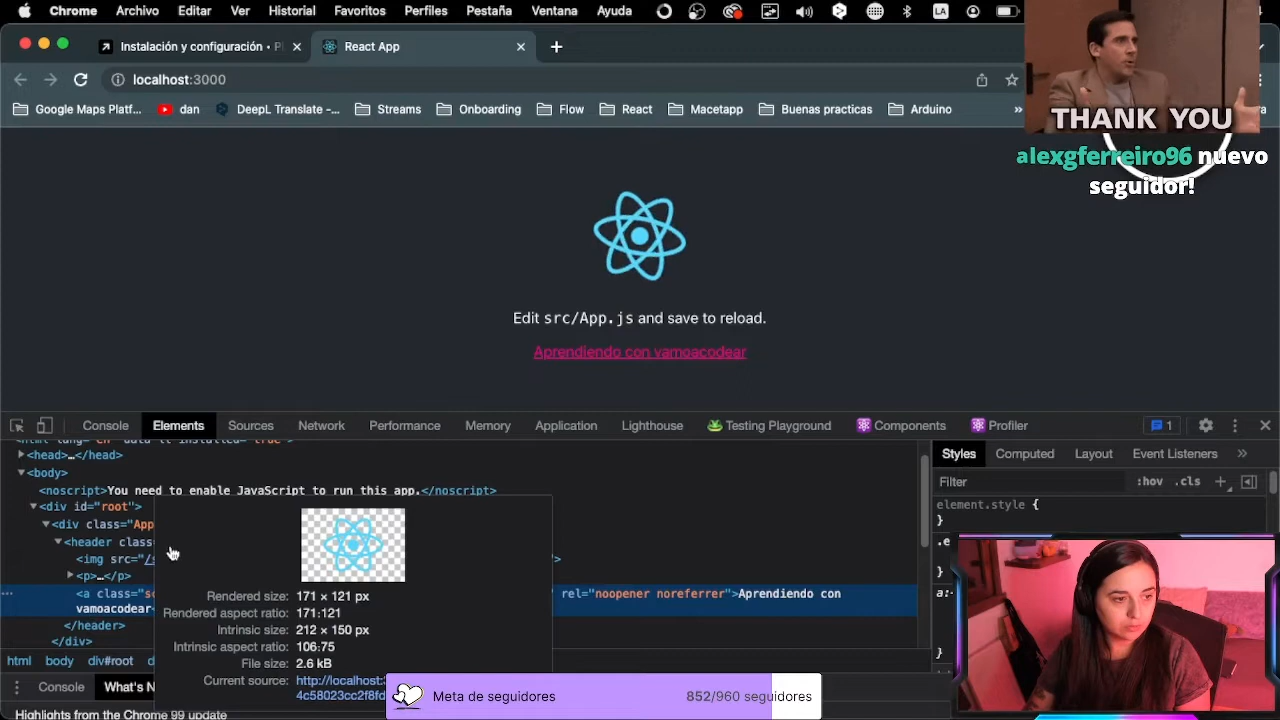 Chrome Archivo Editar Ver Historial Favoritos Perfiles Pestaña Ventana Ayuda LA
Instalación y configuración
React App
localhost:3000
Google Maps Platf... dan DeepL Translate -... Streams Onboarding Flow React Macetapp Buenas practicas Arduino »
THANK YOU
alexgferreiro96 nuevo
seguidor!
Edit src/App.js and save to reload.
Aprendiendo con vamoacodear
Console Elements Sources Network Performance Memory Application Lighthouse Testing Playground Components Profiler 1
<head>…</head>
<body>
<noscript>You need to enable JavaScript to run this app.</noscript>
<div id="root">
<div class="App
<header class
<img src="/s
<p>…</p>
<a class="sc
rel="noopener noreferrer">Aprendiendo con
vamoacodear<
</header>
</div>
Rendered size: 171 × 121 px
Rendered aspect ratio: 171:121
Intrinsic size: 212 × 150 px
Intrinsic aspect ratio: 106:75
File size: 2.6 kB
Current source: http://localhost:
4c58023cc2f8fd
html body div#root
Console What's N
Highlights from the Chrome 99 update
Styles Computed Layout Event Listeners »
Filter :hov .cls
element.style {
}
.e
}
a:-
}
Meta de seguidores 852/960 seguidores